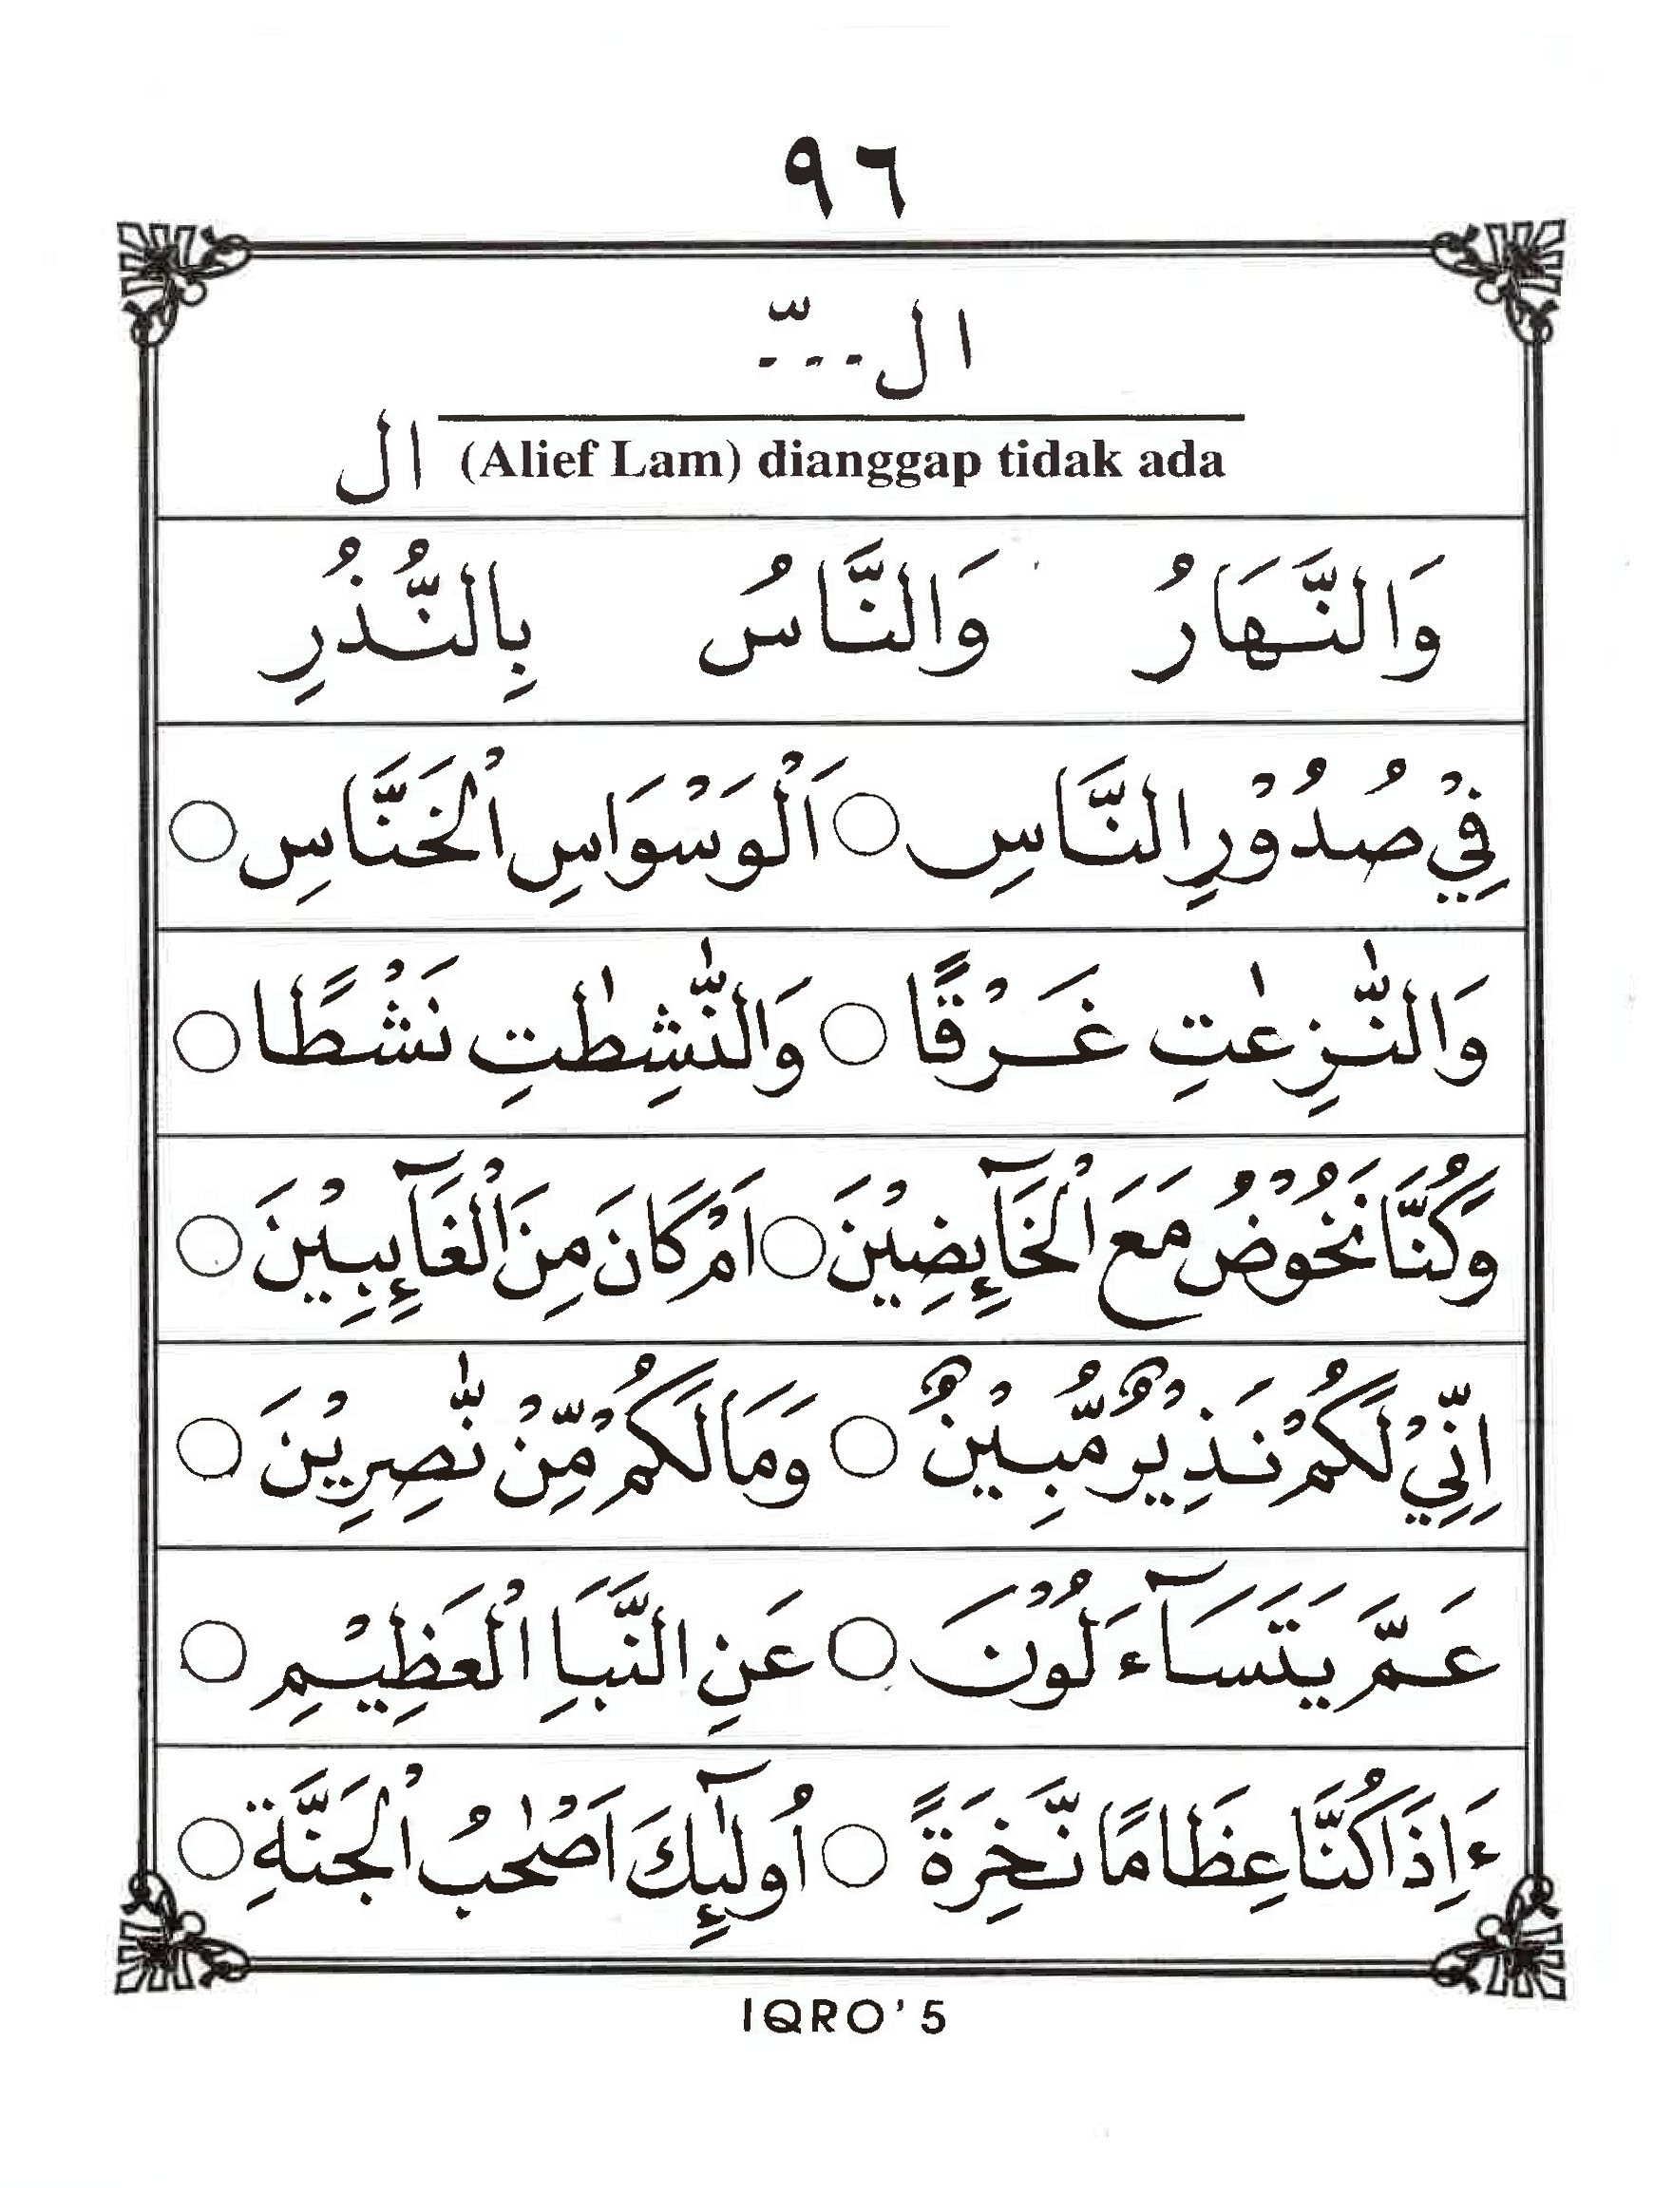 ٩٦
ال...ّ
ال (Alief Lam) dianggap tidak ada
وَالنَّهَارُ وَالنَّاسُ بِالنُّذُرِ
فِيْ صُدُوْرِ النَّاسِ ○ اَلْوَسْوَاسِ الْخَنَّاسِ ○
وَالنّٰزِعٰتِ غَرْقًا ○ وَالنّٰشِطٰتِ نَشْطًا ○
وَكُنَّا نَخُوْضُ مَعَ الْخَآئِضِيْنَ ○ اَمْ كَانَ مِنَ الْغَآئِبِيْنَ ○
اِنِّيْ لَكُمْ نَذِيْرٌ مُّبِيْنٌ ○ وَمَا لَكُمْ مِّنْ نّٰصِرِيْنَ ○
عَمَّ يَتَسَآءَلُوْنَ ○ عَنِ النَّبَاِ الْعَظِيْمِ ○
ءَاِذَا كُنَّا عِظَامًا نَّخِرَةً ○ اُولٰٓئِكَ اَصْحٰبُ الْجَنَّةِ ○
IQRO' 5